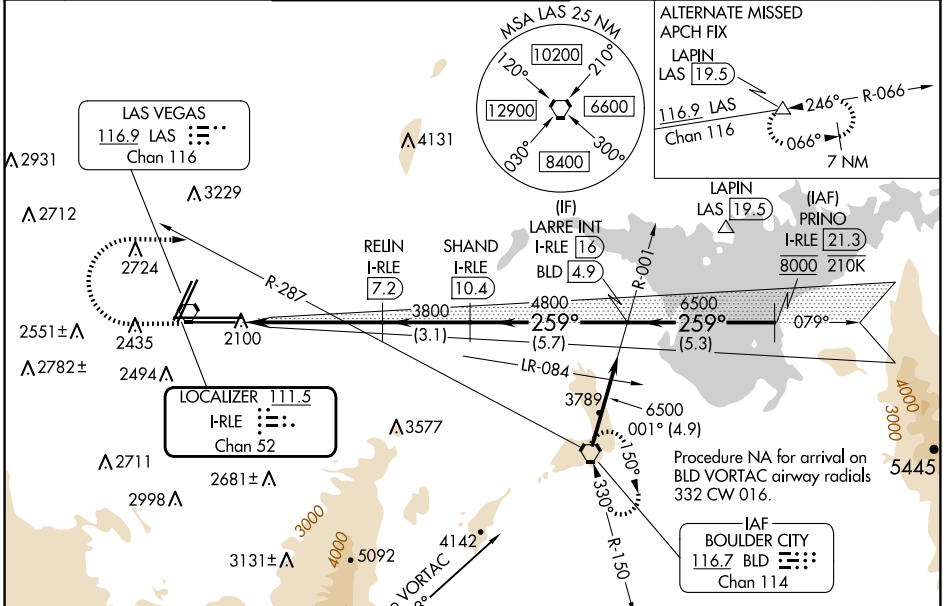 MSA LAS 25 NM
10200
120°
210°
12900
6600
030°
300°
8400
ALTERNATE MISSED
APCH FIX
LAPIN
LAS 19.5
116.9 LAS
Chan 116
246°
R-066
066°
7 NM
LAS VEGAS
116.9 LAS
Chan 116
2931
4131
3229
2712
2724
R-287
RELIN
I-RLE
7.2
SHAND
I-RLE
10.4
(IF)
LARRE INT
I-RLE 16
BLD 4.9
R-001
LAPIN
LAS 19.5
(IAF)
PRINO
I-RLE 21.3
8000 210K
3800
4800
6500
2551±
2435
2100
259°
259°
079°
(3.1)
(5.7)
(5.3)
2782±
2494
LR-084
LOCALIZER 111.5
I-RLE
Chan 52
3789
6500
001° (4.9)
4000
3000
3577
2711
2681±
2998
150°
330°
R-150
Procedure NA for arrival on
BLD VORTAC airway radials
332 CW 016.
5445
IAF
BOULDER CITY
116.7 BLD
Chan 114
3000
4000
3131±
5092
4142
VORTAC